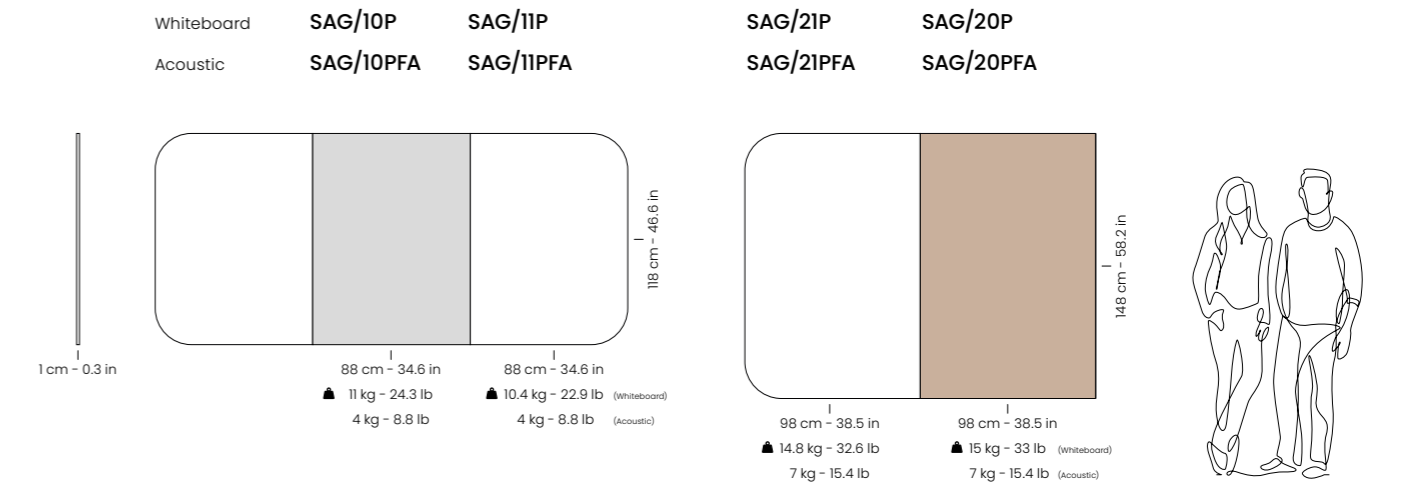 Whiteboard SAG/10P SAG/11P SAG/21P SAG/20P
Acoustic SAG/10PFA SAG/11PFA SAG/21PFA SAG/20PFA
118 cm - 46.6 in
148 cm - 58.2 in
1 cm - 0.3 in
88 cm - 34.6 in
11 kg - 24.3 lb
4 kg - 8.8 lb
88 cm - 34.6 in
10.4 kg - 22.9 lb (Whiteboard)
4 kg - 8.8 lb (Acoustic)
98 cm - 38.5 in
14.8 kg - 32.6 lb
7 kg - 15.4 lb
98 cm - 38.5 in
15 kg - 33 lb (Whiteboard)
7 kg - 15.4 lb (Acoustic)